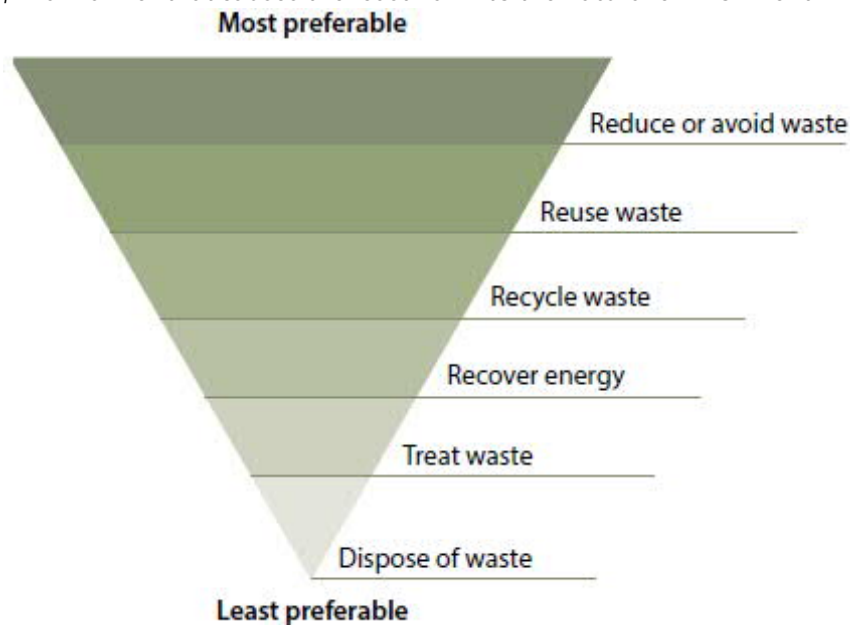 Most preferable
Reduce or avoid waste
Reuse waste
Recycle waste
Recover energy
Treat waste
Dispose of waste
Least preferable